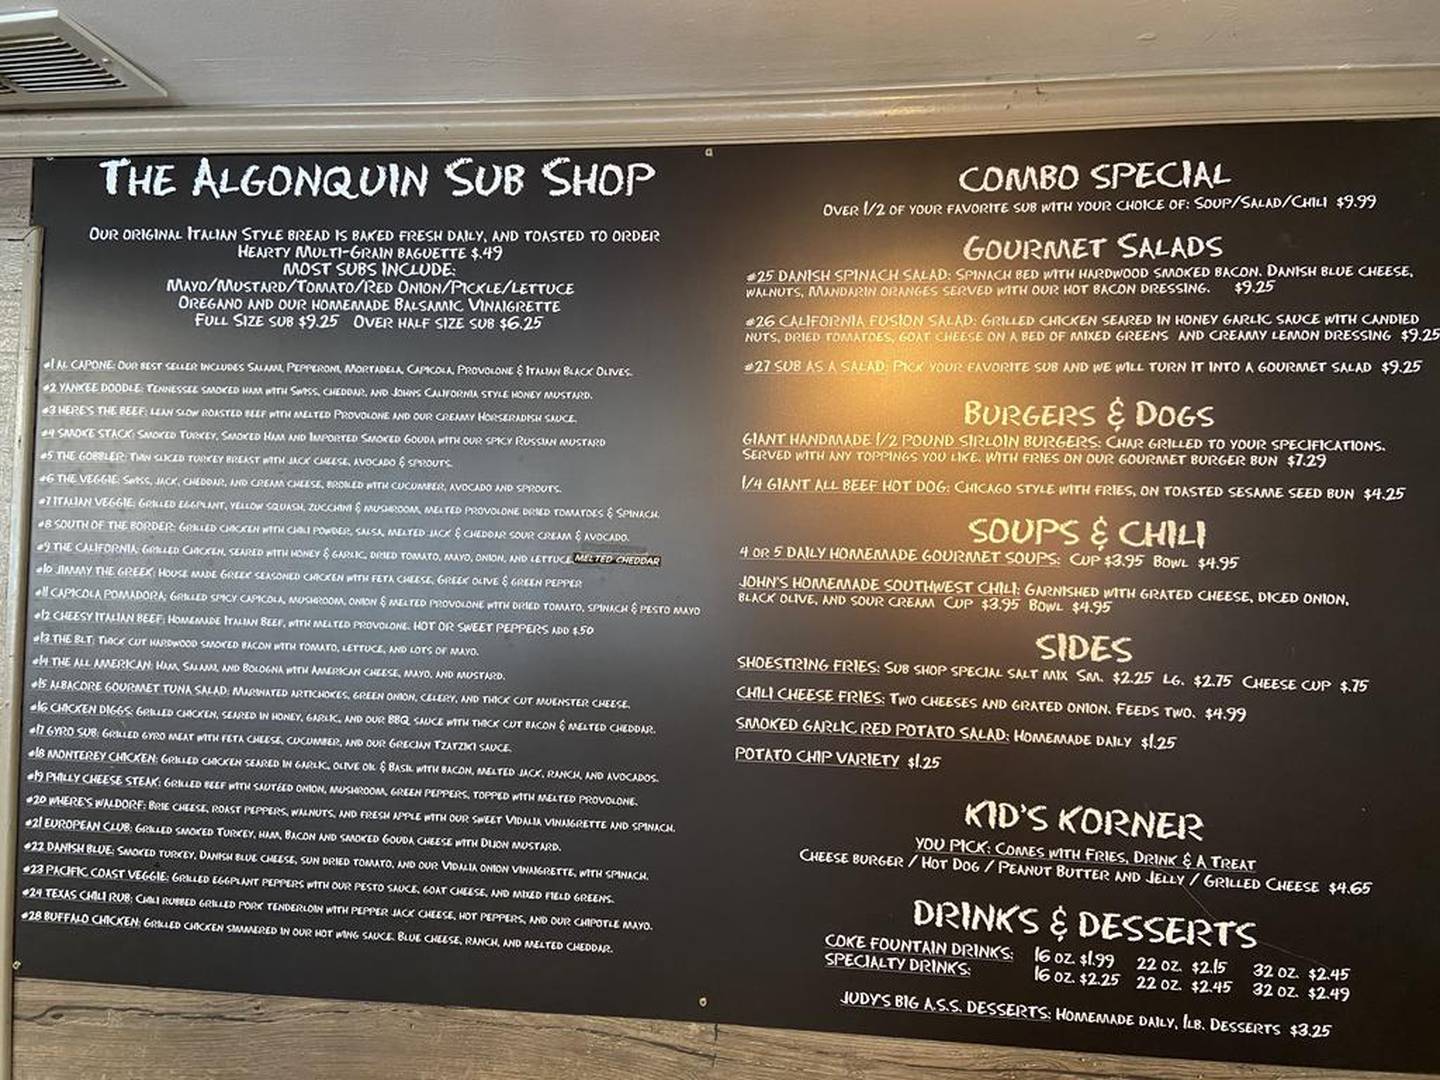 THE ALGONQUIN SUB SHOP
OUR ORIGINAL ITALIAN STYLE BREAD IS BAKED FRESH DAILY, AND TOASTED TO ORDER
HEARTY MULTI-GRAIN BAGUETTE $.49
MOST SUBS INCLUDE:
MAYO/MUSTARD/TOMATO/RED ONION/PICKLE/LETTUCE
OREGANO AND OUR HOMEMADE BALSAMIC VINAIGRETTE
FULL SIZE SUB $9.25 OVER HALF SIZE SUB $6.25
#1 AL CAPONE: OUR BEST SELLER INCLUDES SALAMI, PEPPERONI, MORTADELA, CAPICOLA, PROVOLONE & ITALIAN BLACK OLIVES.
#2 YANKEE DOODLE: TENNESSEE SMOKED HAM WITH SWISS, CHEDDAR, AND JOHNS CALIFORNIA STYLE HONEY MUSTARD.
#3 HERE'S THE BEEF: LEAN SLOW ROASTED BEEF WITH MELTED PROVOLONE AND OUR CREAMY HORSERADISH SAUCE.
#4 SMOKE STACK: SMOKED TURKEY, SMOKED HAM AND IMPORTED SMOKED GOUDA WITH OUR SPICY RUSSIAN MUSTARD
#5 THE GOBBLER: THIN SLICED TURKEY BREAST WITH JACK CHEESE, AVOCADO & SPROUTS.
#6 THE VEGGIE: SWISS, JACK, CHEDDAR, AND CREAM CHEESE, BROILED WITH CUCUMBER, AVOCADO AND SPROUTS.
#7 ITALIAN VEGGIE: GRILLED EGGPLANT, YELLOW SQUASH, ZUCCHINI & MUSHROOM, MELTED PROVOLONE DRIED TOMATOES & SPINACH.
#8 SOUTH OF THE BORDER: GRILLED CHICKEN WITH CHILI POWDER, SALSA, MELTED JACK & CHEDDAR SOUR CREAM & AVOCADO.
#9 THE CALIFORNIA: GRILLED CHICKEN, SEARED WITH HONEY & GARLIC, DRIED TOMATO, MAYO, ONION, AND LETTUCE MELTED CHEDDAR
#10 JIMMY THE GREEK: HOUSE MADE GREEK SEASONED CHICKEN WITH FETA CHEESE, GREEK OLIVE & GREEN PEPPER
#11 CAPICOLA POMADORA: GRILLED SPICY CAPICOLA, MUSHROOM, ONION & MELTED PROVOLONE WITH DRIED TOMATO, SPINACH & PESTO MAYO
#12 CHEESY ITALIAN BEEF: HOMEMADE ITALIAN BEEF, WITH MELTED PROVOLONE. HOT OR SWEET PEPPERS ADD $.50
#13 THE BLT: THICK CUT HARDWOOD SMOKED BACON WITH TOMATO, LETTUCE, AND LOTS OF MAYO.
#14 THE ALL AMERICAN: HAM, SALAMI, AND BOLOGNA WITH AMERICAN CHEESE, MAYO, AND MUSTARD.
#15 ALBACORE GOURMET TUNA SALAD: MARINATED ARTICHOKES, GREEN ONION, CELERY, AND THICK CUT MUENSTER CHEESE.
#16 CHICKEN DIGGS: GRILLED CHICKEN, SEARED IN HONEY, GARLIC, AND OUR BBQ SAUCE WITH THICK CUT BACON & MELTED CHEDDAR.
#17 GYRO SUB: GRILLED GYRO MEAT WITH FETA CHEESE, CUCUMBER, AND OUR GRECIAN TZATZIKI SAUCE.
#18 MONTEREY CHICKEN: GRILLED CHICKEN SEARED IN GARLIC, OLIVE OIL & BASIL WITH BACON, MELTED JACK, RANCH, AND AVOCADOS.
#19 PHILLY CHEESE STEAK: GRILLED BEEF WITH SAUTÉED ONION, MUSHROOM, GREEN PEPPERS, TOPPED WITH MELTED PROVOLONE.
#20 WHERE'S WALDORF: BRIE CHEESE, ROAST PEPPERS, WALNUTS, AND FRESH APPLE WITH OUR SWEET VIDALIA VINAIGRETTE AND SPINACH.
#21 EUROPEAN CLUB: GRILLED SMOKED TURKEY, HAM, BACON AND SMOKED GOUDA CHEESE WITH DIJON MUSTARD.
#22 DANISH BLUE: SMOKED TURKEY, DANISH BLUE CHEESE, SUN DRIED TOMATO, AND OUR VIDALIA ONION VINAIGRETTE, WITH SPINACH.
#23 PACIFIC COAST VEGGIE: GRILLED EGGPLANT PEPPERS WITH OUR PESTO SAUCE, GOAT CHEESE, AND MIXED FIELD GREENS.
#24 TEXAS CHILI RUB: CHILI RUBBED GRILLED PORK TENDERLOIN WITH PEPPER JACK CHEESE, HOT PEPPERS, AND OUR CHIPOTLE MAYO.
#28 BUFFALO CHICKEN: GRILLED CHICKEN SIMMERED IN OUR HOT WING SAUCE. BLUE CHEESE, RANCH, AND MELTED CHEDDAR.
COMBO SPECIAL
OVER 1/2 OF YOUR FAVORITE SUB WITH YOUR CHOICE OF: SOUP/SALAD/CHILI $9.99
GOURMET SALADS
#25 DANISH SPINACH SALAD: SPINACH BED WITH HARDWOOD SMOKED BACON. DANISH BLUE CHEESE,
WALNUTS, MANDARIN ORANGES SERVED WITH OUR HOT BACON DRESSING. $9.25
#26 CALIFORNIA FUSION SALAD: GRILLED CHICKEN SEARED IN HONEY GARLIC SAUCE WITH CANDIED
NUTS, DRIED TOMATOES, GOAT CHEESE ON A BED OF MIXED GREENS AND CREAMY LEMON DRESSING $9.25
#27 SUB AS A SALAD: PICK YOUR FAVORITE SUB AND WE WILL TURN IT INTO A GOURMET SALAD $9.25
BURGERS & DOGS
GIANT HANDMADE 1/2 POUND SIRLOIN BURGERS: CHAR GRILLED TO YOUR SPECIFICATIONS.
SERVED WITH ANY TOPPINGS YOU LIKE. WITH FRIES ON OUR GOURMET BURGER BUN $7.29
1/4 GIANT ALL BEEF HOT DOG: CHICAGO STYLE WITH FRIES, ON TOASTED SESAME SEED BUN $4.25
SOUPS & CHILI
4 OR 5 DAILY HOMEMADE GOURMET SOUPS: CUP $3.95 BOWL $4.95
JOHN'S HOMEMADE SOUTHWEST CHILI: GARNISHED WITH GRATED CHEESE, DICED ONION,
BLACK OLIVE, AND SOUR CREAM CUP $3.95 BOWL $4.95
SIDES
SHOESTRING FRIES: SUB SHOP SPECIAL SALT MIX SM. $2.25 LG. $2.75 CHEESE CUP $.75
CHILI CHEESE FRIES: TWO CHEESES AND GRATED ONION. FEEDS TWO. $4.99
SMOKED GARLIC RED POTATO SALAD: HOMEMADE DAILY $1.25
POTATO CHIP VARIETY $1.25
KID'S KORNER
YOU PICK: COMES WITH FRIES, DRINK & A TREAT
CHEESE BURGER / HOT DOG / PEANUT BUTTER AND JELLY / GRILLED CHEESE $4.65
DRINKS & DESSERTS
COKE FOUNTAIN DRINKS: 16 OZ. $1.99 22 OZ. $2.15 32 OZ. $2.45
SPECIALTY DRINKS: 16 OZ. $2.25 22 OZ. $2.45 32 OZ. $2.49
JUDY'S BIG A.S.S. DESSERTS: HOMEMADE DAILY, 1LB. DESSERTS $3.25